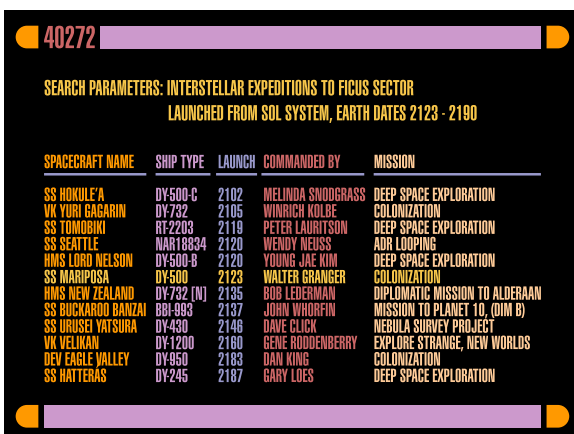 40272
SEARCH PARAMETERS: INTERSTELLAR EXPEDITIONS TO FICUS SECTOR
LAUNCHED FROM SOL SYSTEM, EARTH DATES 2123 - 2190
SPACECRAFT NAME SHIP TYPE LAUNCH COMMANDED BY MISSION
SS HOKULE'A DY-500-C 2102 MELINDA SNODGRASS DEEP SPACE EXPLORATION
VK YURI GAGARIN DY-732 2105 WINRICH KOLBE COLONIZATION
SS TOMOBIKI RT-2203 2119 PETER LAURITSON DEEP SPACE EXPLORATION
SS SEATTLE NAR18834 2120 WENDY NEUSS ADR LOOPING
HMS LORD NELSON DY-500-B 2120 YOUNG JAE KIM DEEP SPACE EXPLORATION
SS MARIPOSA DY-500 2123 WALTER GRANGER COLONIZATION
HMS NEW ZEALAND DY-732 [N] 2135 BOB LEDERMAN DIPLOMATIC MISSION TO ALDERAAN
SS BUCKAROO BANZAI BBI-993 2137 JOHN WHORFIN MISSION TO PLANET 10, (DIM B)
SS URUSEI YATSURA DY-430 2146 DAVE CLICK NEBULA SURVEY PROJECT
VK VELIKAN DY-1200 2160 GENE RODDENBERRY EXPLORE STRANGE, NEW WORLDS
DEV EAGLE VALLEY DY-950 2183 DAN KING COLONIZATION
SS HATTERAS DY-245 2187 GARY LOES DEEP SPACE EXPLORATION